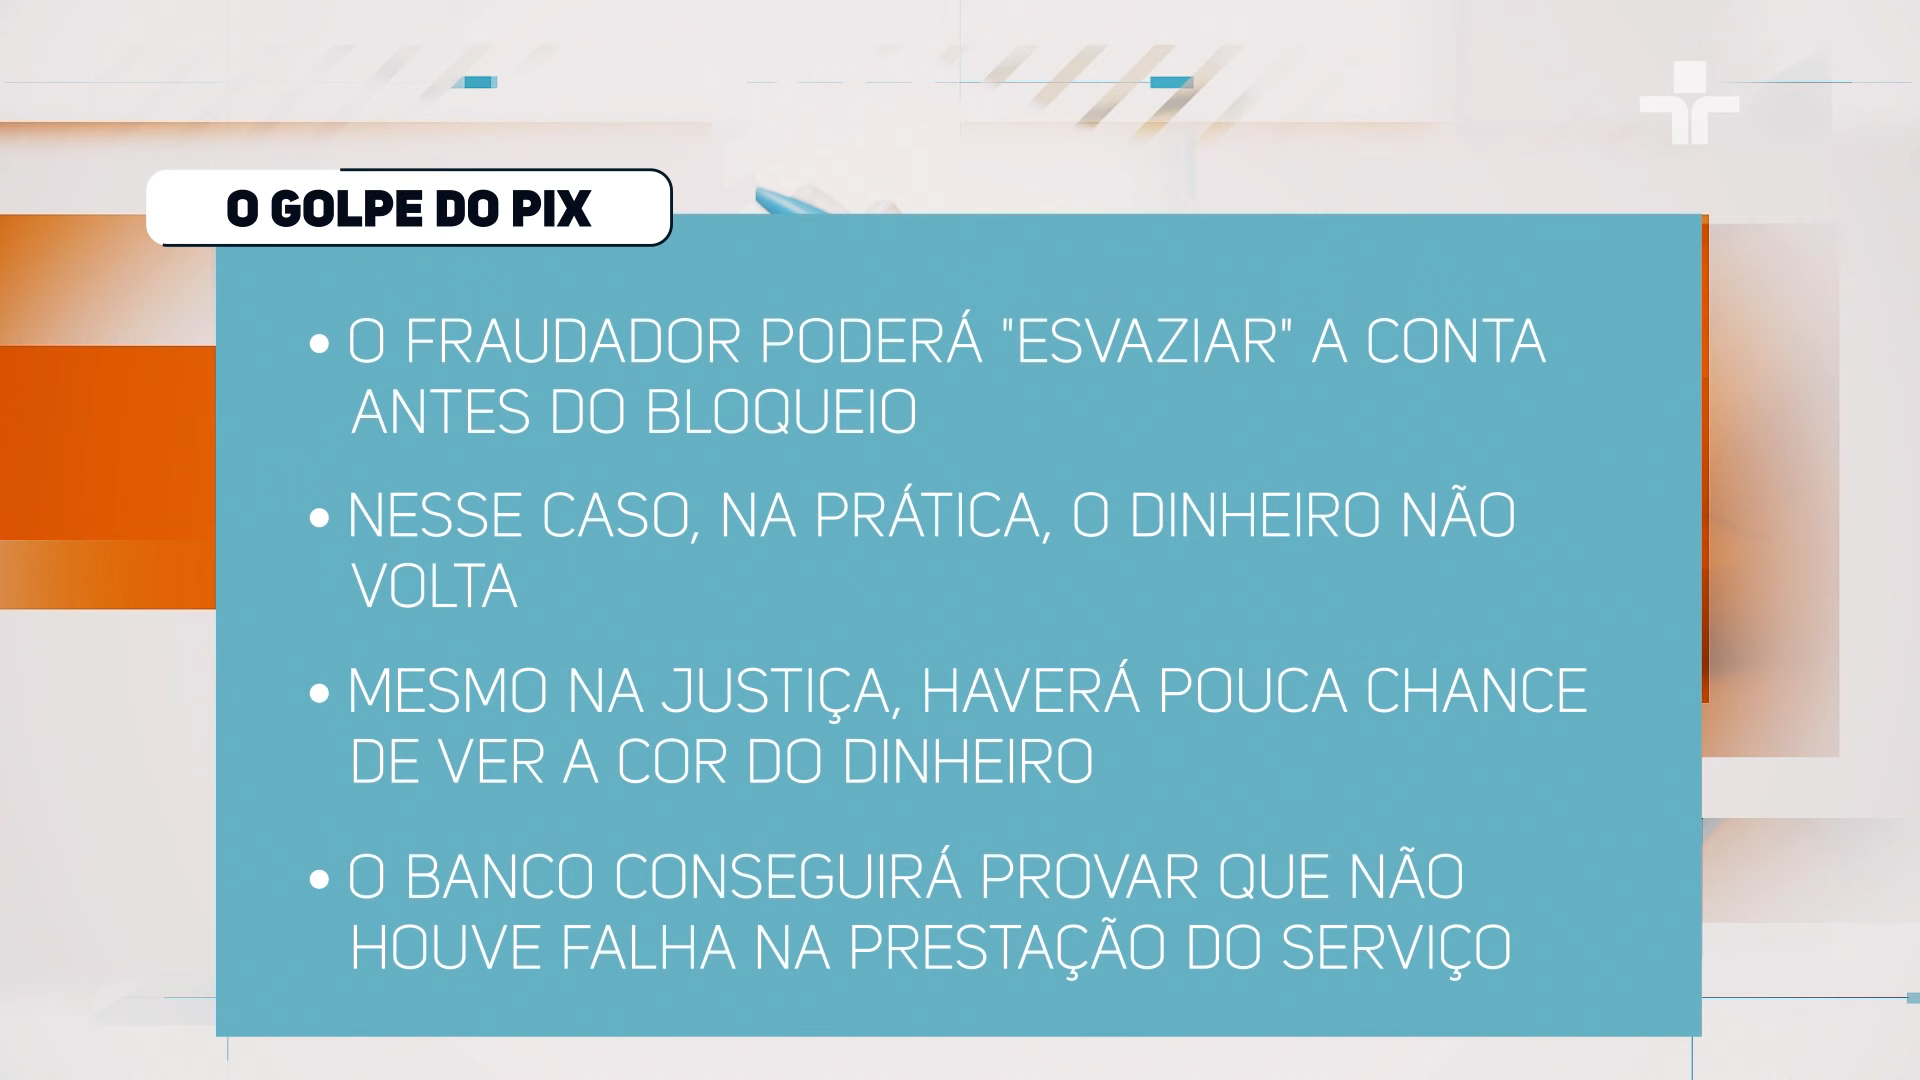 O GOLPE DO PIX
• O FRAUDADOR PODERÁ "ESVAZIAR" A CONTA
ANTES DO BLOQUEIO
• NESSE CASO, NA PRÁTICA, O DINHEIRO NÃO
VOLTA
• MESMO NA JUSTIÇA, HAVERÁ POUCA CHANCE
DE VER A COR DO DINHEIRO
• O BANCO CONSEGUIRÁ PROVAR QUE NÃO
HOUVE FALHA NA PRESTAÇÃO DO SERVIÇO